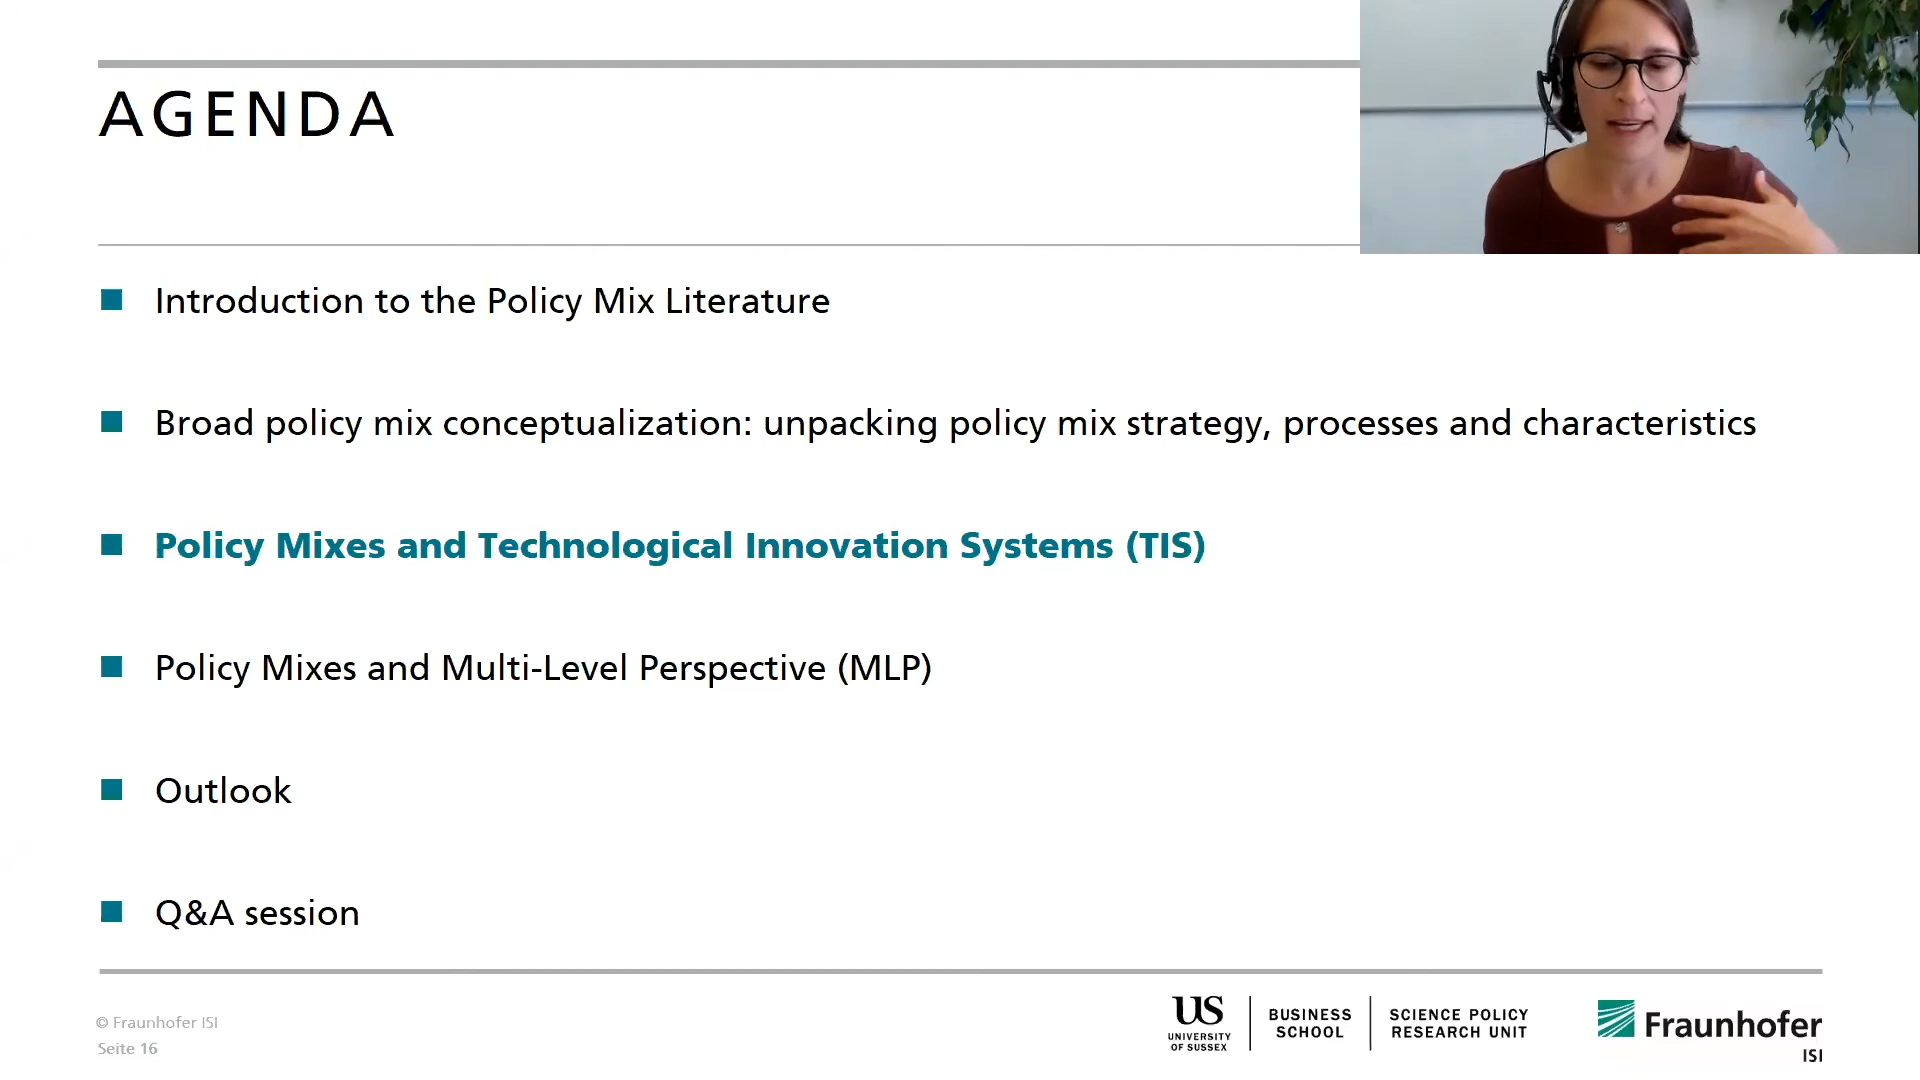 AGENDA
Introduction to the Policy Mix Literature
Broad policy mix conceptualization: unpacking policy mix strategy, processes and characteristics
Policy Mixes and Technological Innovation Systems (TIS)
Policy Mixes and Multi-Level Perspective (MLP)
Outlook
Q&A session
© Fraunhofer ISI
Seite 16
US
UNIVERSITY
OF SUSSEX
BUSINESS
SCHOOL
SCIENCE POLICY
RESEARCH UNIT
Fraunhofer
ISI